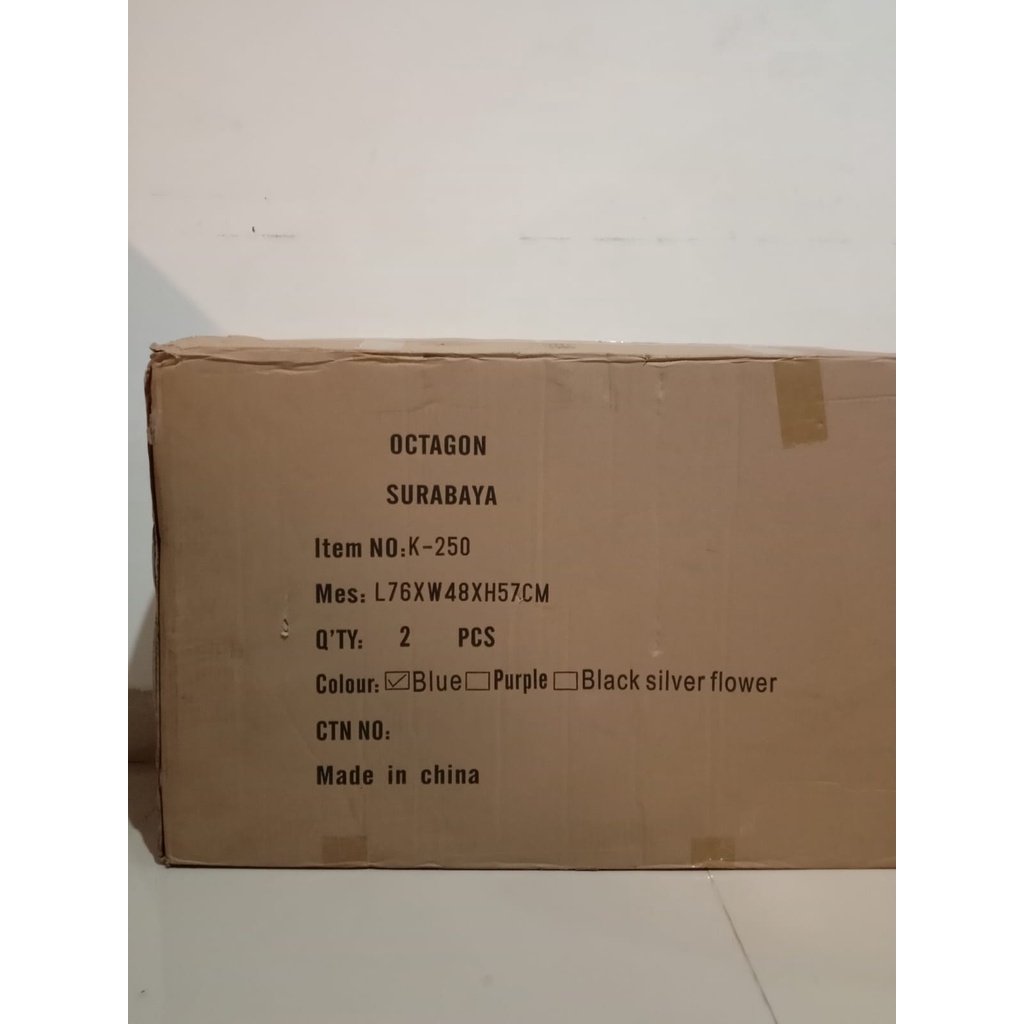 OCTAGON
SURABAYA
Item NO:K-250
Mes: L76XW48XH57CM
Q'TY: 2 PCS
Colour: ☑Blue☐Purple☐Black silver flower
CTN NO:
Made in china